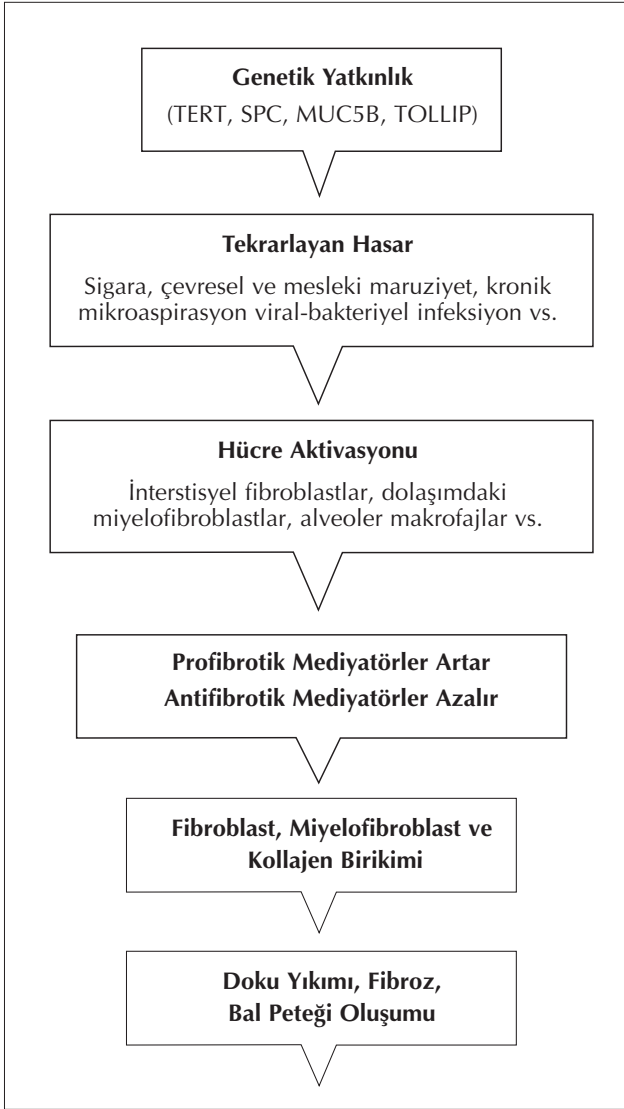 Genetik Yatkınlık
(TERT, SPC, MUC5B, TOLLIP)
Tekrarlayan Hasar
Sigara, çevresel ve mesleki maruziyet, kronik
mikroaspirasyon viral-bakteriyel infeksiyon vs.
Hücre Aktivasyonu
İnterstisyel fibroblastlar, dolaşımdaki
miyelofibroblastlar, alveoler makrofajlar vs.
Profibrotik Mediyatörler Artar
Antifibrotik Mediyatörler Azalır
Fibroblast, Miyelofibroblast ve
Kollajen Birikimi
Doku Yıkımı, Fibroz,
Bal Peteği Oluşumu